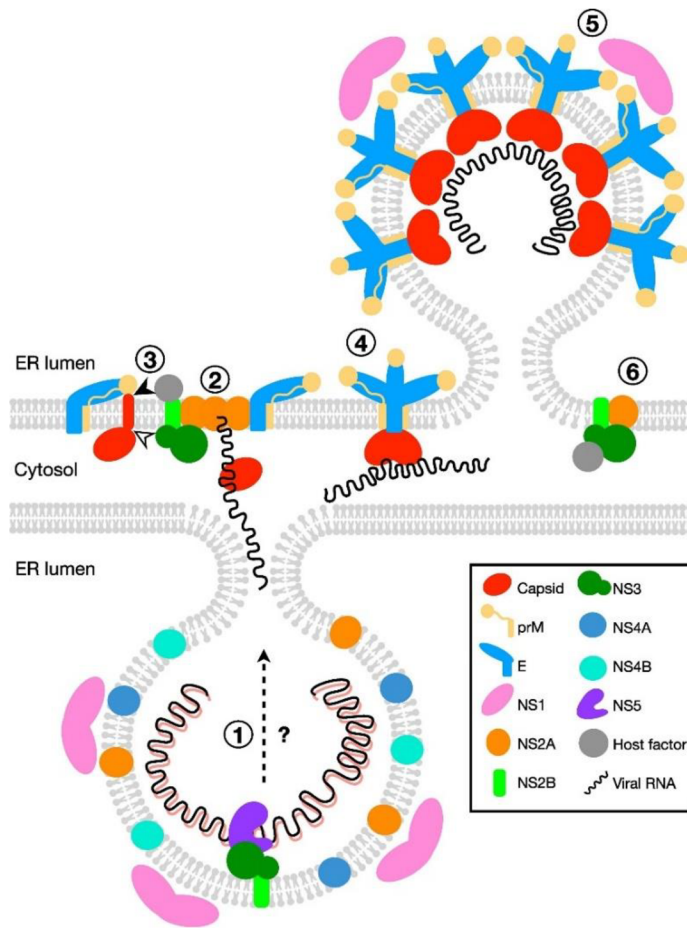 ⑤
ER lumen
③
②
④
⑥
Cytosol
ER lumen
①
?
Capsid
NS3
prM
NS4A
E
NS4B
NS1
NS5
NS2A
Host factor
NS2B
Viral RNA